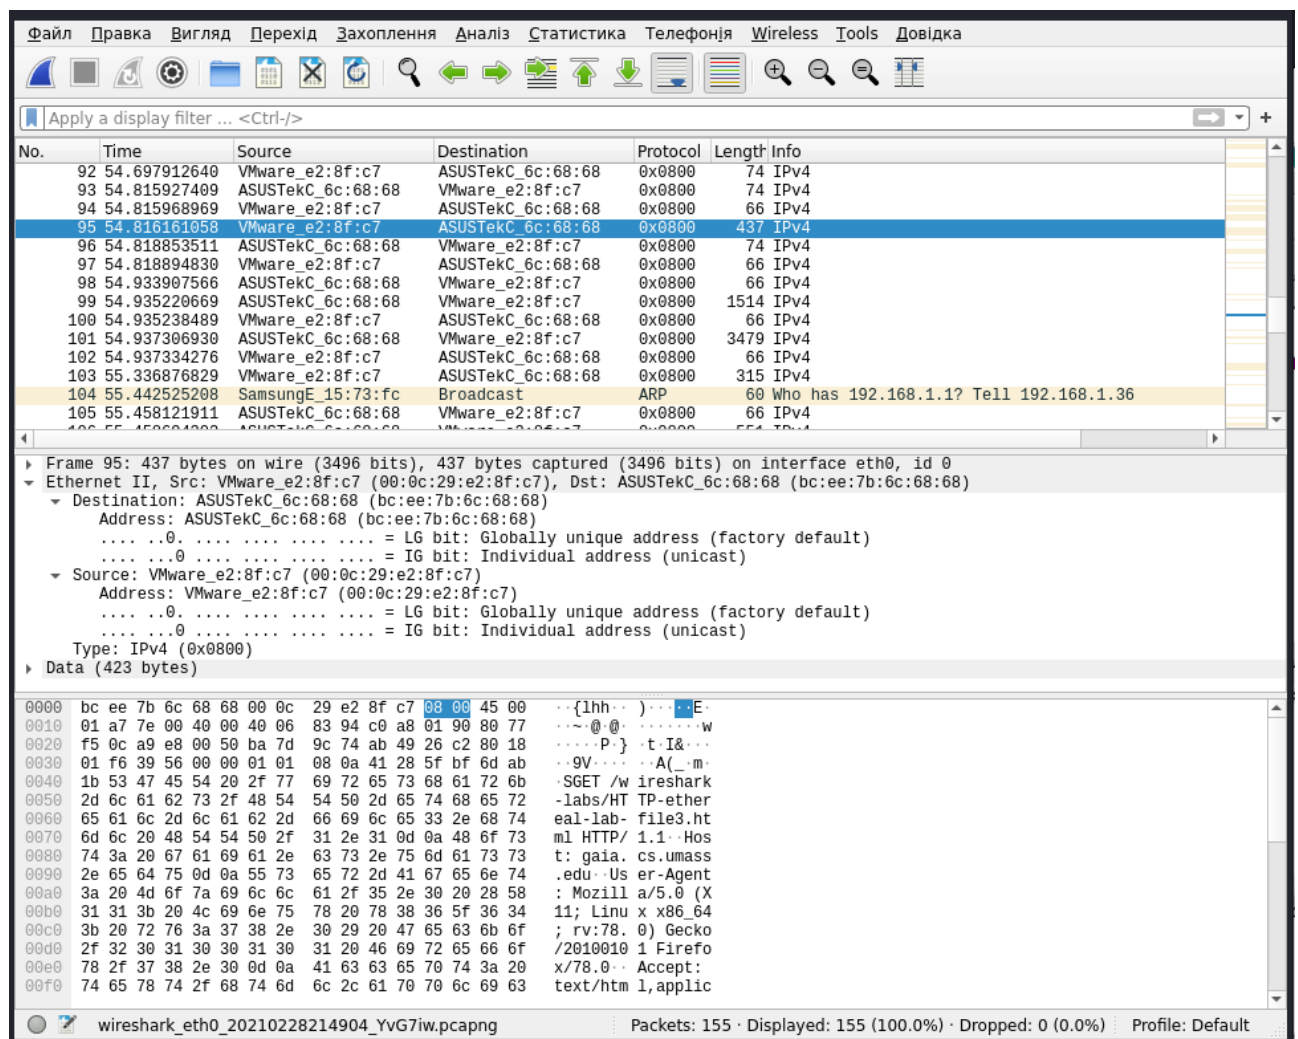 Файл Правка Вигляд Перехід Захоплення Аналіз Статистика Телефонія Wireless Tools Довідка
Apply a display filter … <Ctrl-/>
No. Time Source Destination Protocol Length Info
92 54.697912640 VMware_e2:8f:c7 ASUSTekC_6c:68:68 0x0800 74 IPv4
93 54.815927409 ASUSTekC_6c:68:68 VMware_e2:8f:c7 0x0800 74 IPv4
94 54.815968969 VMware_e2:8f:c7 ASUSTekC_6c:68:68 0x0800 66 IPv4
95 54.816161058 VMware_e2:8f:c7 ASUSTekC_6c:68:68 0x0800 437 IPv4
96 54.818853511 ASUSTekC_6c:68:68 VMware_e2:8f:c7 0x0800 74 IPv4
97 54.818894830 VMware_e2:8f:c7 ASUSTekC_6c:68:68 0x0800 66 IPv4
98 54.933907566 ASUSTekC_6c:68:68 VMware_e2:8f:c7 0x0800 66 IPv4
99 54.935220669 ASUSTekC_6c:68:68 VMware_e2:8f:c7 0x0800 1514 IPv4
100 54.935238489 VMware_e2:8f:c7 ASUSTekC_6c:68:68 0x0800 66 IPv4
101 54.937306930 ASUSTekC_6c:68:68 VMware_e2:8f:c7 0x0800 3479 IPv4
102 54.937334276 VMware_e2:8f:c7 ASUSTekC_6c:68:68 0x0800 66 IPv4
103 55.336876829 VMware_e2:8f:c7 ASUSTekC_6c:68:68 0x0800 315 IPv4
104 55.442525208 SamsungE_15:73:fc Broadcast ARP 60 Who has 192.168.1.1? Tell 192.168.1.36
105 55.458121911 ASUSTekC_6c:68:68 VMware_e2:8f:c7 0x0800 66 IPv4
Frame 95: 437 bytes on wire (3496 bits), 437 bytes captured (3496 bits) on interface eth0, id 0
Ethernet II, Src: VMware_e2:8f:c7 (00:0c:29:e2:8f:c7), Dst: ASUSTekC_6c:68:68 (bc:ee:7b:6c:68:68)
Destination: ASUSTekC_6c:68:68 (bc:ee:7b:6c:68:68)
Address: ASUSTekC_6c:68:68 (bc:ee:7b:6c:68:68)
.... ..0. .... .... .... .... = LG bit: Globally unique address (factory default)
.... ...0 .... .... .... .... = IG bit: Individual address (unicast)
Source: VMware_e2:8f:c7 (00:0c:29:e2:8f:c7)
Address: VMware_e2:8f:c7 (00:0c:29:e2:8f:c7)
.... ..0. .... .... .... .... = LG bit: Globally unique address (factory default)
.... ...0 .... .... .... .... = IG bit: Individual address (unicast)
Type: IPv4 (0x0800)
Data (423 bytes)
0000 bc ee 7b 6c 68 68 00 0c 29 e2 8f c7 08 00 45 00 ··{lhh·· )·····E·
0010 01 a7 7e 00 40 00 40 06 83 94 c0 a8 01 90 80 77 ··~·@·@· ·······w
0020 f5 0c a9 e8 00 50 ba 7d 9c 74 ab 49 26 c2 80 18 ·····P·} ·t·I&···
0030 01 f6 39 56 00 00 01 01 08 0a 41 28 5f bf 6d ab ··9V···· ··A(_·m·
0040 1b 53 47 45 54 20 2f 77 69 72 65 73 68 61 72 6b ·SGET /w ireshark
0050 2d 6c 61 62 73 2f 48 54 54 50 2d 65 74 68 65 72 -labs/HT TP-ether
0060 65 61 6c 2d 6c 61 62 2d 66 69 6c 65 33 2e 68 74 eal-lab- file3.ht
0070 6d 6c 20 48 54 54 50 2f 31 2e 31 0d 0a 48 6f 73 ml HTTP/ 1.1··Hos
0080 74 3a 20 67 61 69 61 2e 63 73 2e 75 6d 61 73 73 t: gaia. cs.umass
0090 2e 65 64 75 0d 0a 55 73 65 72 2d 41 67 65 6e 74 .edu··Us er-Agent
00a0 3a 20 4d 6f 7a 69 6c 6c 61 2f 35 2e 30 20 28 58 : Mozill a/5.0 (X
00b0 31 31 3b 20 4c 69 6e 75 78 20 78 38 36 5f 36 34 11; Linu x x86_64
00c0 3b 20 72 76 3a 37 38 2e 30 29 20 47 65 63 6b 6f ; rv:78. 0) Gecko
00d0 2f 32 30 31 30 30 31 30 31 20 46 69 72 65 66 6f /2010010 1 Firefo
00e0 78 2f 37 38 2e 30 0d 0a 41 63 63 65 70 74 3a 20 x/78.0·· Accept: 
00f0 74 65 78 74 2f 68 74 6d 6c 2c 61 70 70 6c 69 63 text/htm l,applic
wireshark_eth0_20210228214904_YvG7iw.pcapng Packets: 155 · Displayed: 155 (100.0%) · Dropped: 0 (0.0%) Profile: Default